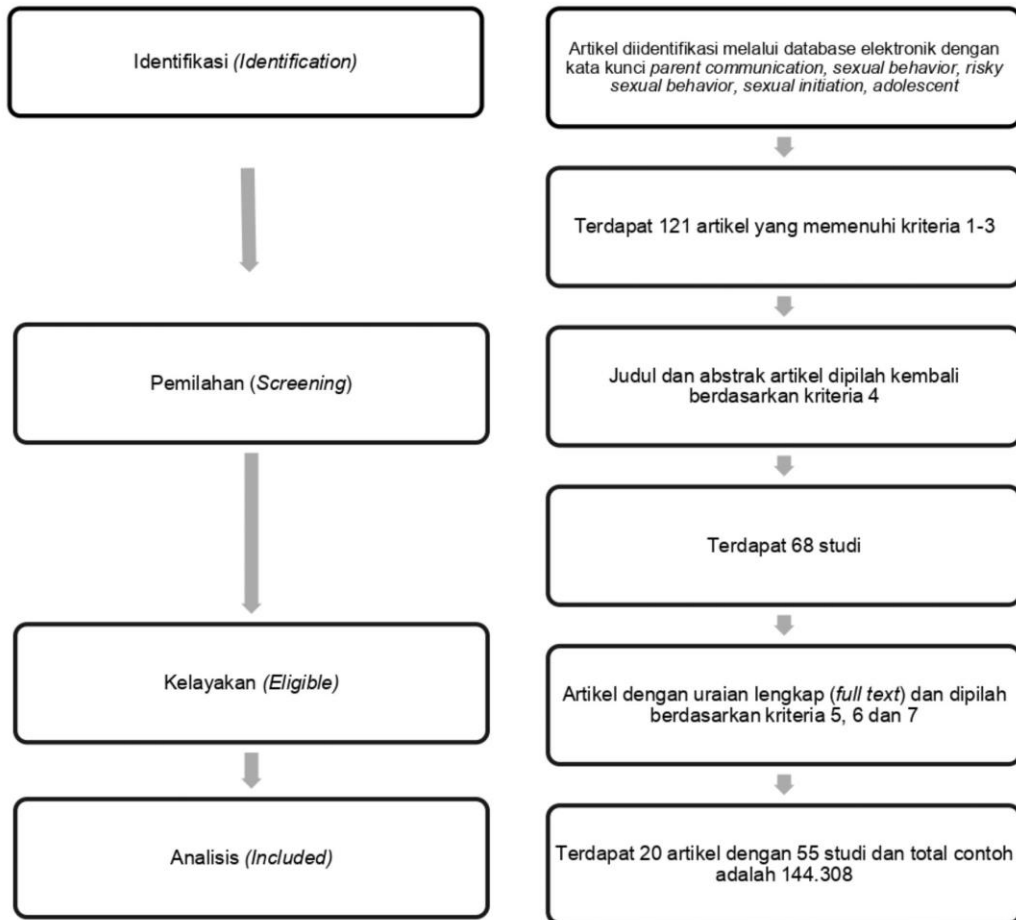 Identifikasi (Identification)
Artikel diidentifikasi melalui database elektronik dengan
kata kunci parent communication, sexual behavior, risky
sexual behavior, sexual initiation, adolescent
Terdapat 121 artikel yang memenuhi kriteria 1-3
Pemilahan (Screening)
Judul dan abstrak artikel dipilah kembali
berdasarkan kriteria 4
Terdapat 68 studi
Kelayakan (Eligible)
Artikel dengan uraian lengkap (full text) dan dipilah
berdasarkan kriteria 5, 6 dan 7
Analisis (Included)
Terdapat 20 artikel dengan 55 studi dan total contoh
adalah 144.308